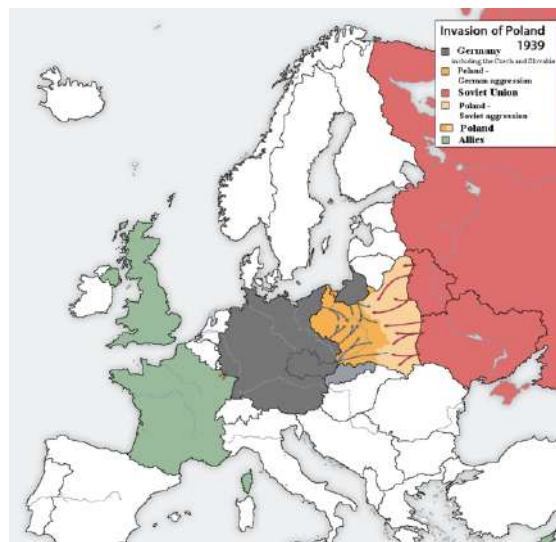 Invasion of Poland
1939
Germany
including the Czech and Slovakia
Poland -
German aggression
Soviet Union
Poland -
Soviet aggression
Poland
Allies